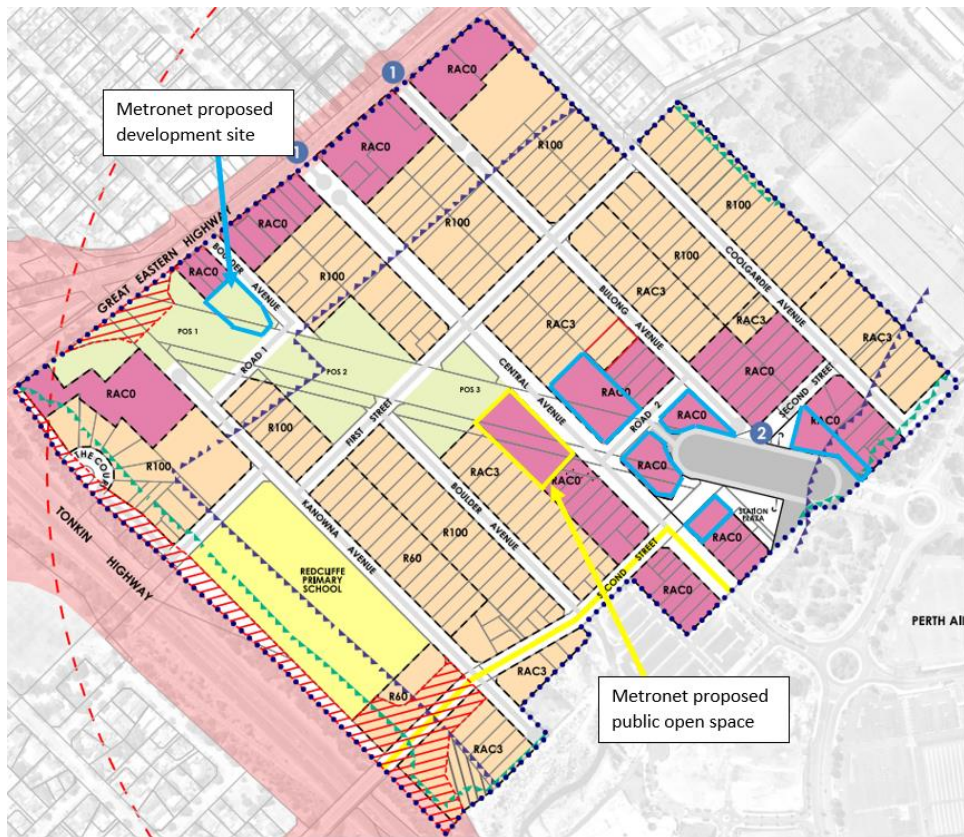 RAC0
1
Metronet proposed
development site
RAC0
1
R100
RAC0
R100
R100
GREAT EASTERN HIGHWAY
BOULDER AVENUE
RAC0
R100
COOLGARDIE AVENUE
R100
BULONG AVENUE
RAC3
RAC3
POS 1
ROAD 1
RAC3
POS 2
POS 3
CENTRAL AVENUE
RAC0
RAC0
SECOND STREET
RAC3
RAC0
FIRST STREET
R100
ROAD 2
RAC0
2
RAC0
THE COURT
R100
RAC3
RAC0
RAC0
KANOWNA AVENUE
R100
BOULDER AVENUE
STATION PLAZA
RAC0
TONKIN HIGHWAY
REDCLIFFE
PRIMARY
SCHOOL
R60
SECOND STREET
RAC0
PERTH AI
RAC3
R60
RAC3
Metronet proposed
public open space